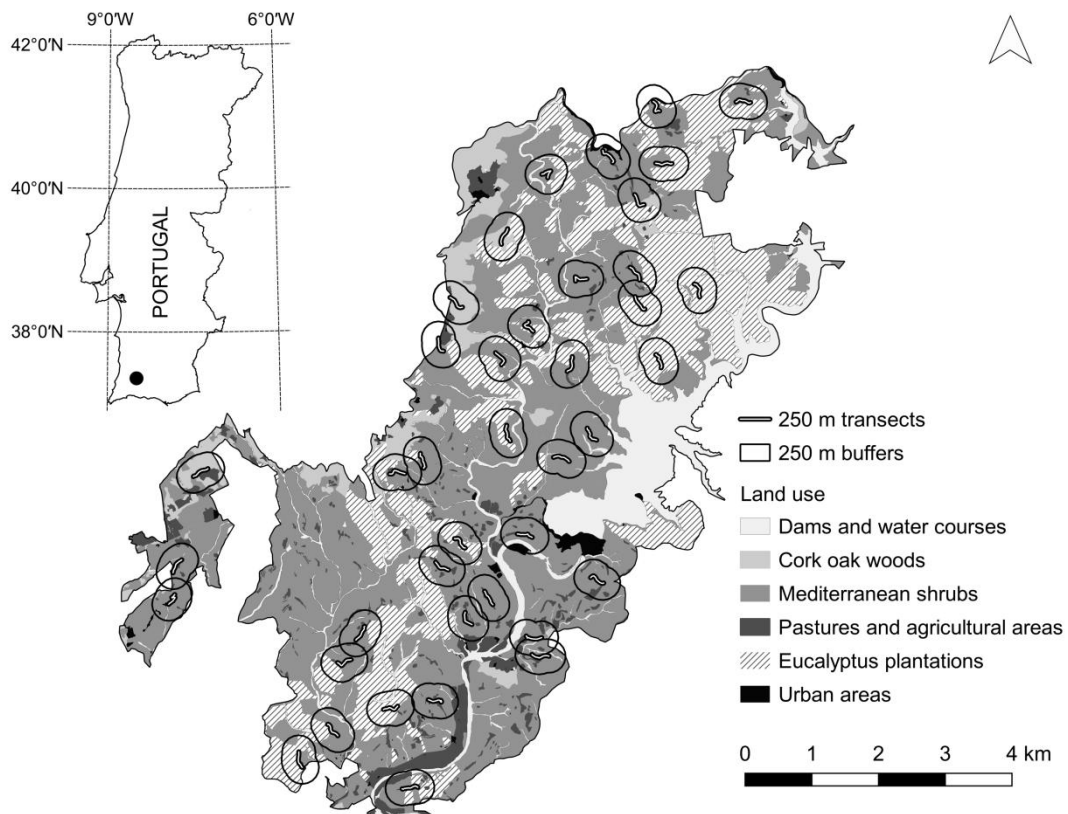 9°0′W
6°0′W
42°0′N
40°0′N
38°0′N
PORTUGAL
250 m transects
250 m buffers
Land use
Dams and water courses
Cork oak woods
Mediterranean shrubs
Pastures and agricultural areas
Eucalyptus plantations
Urban areas
0 1 2 3 4 km